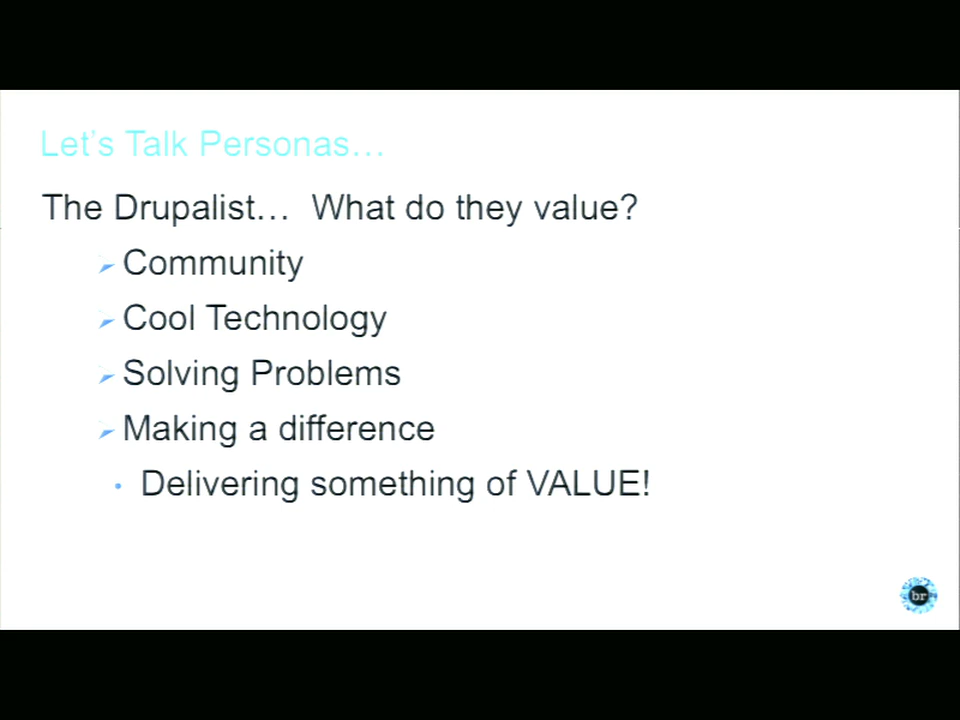 Let's Talk Personas…
The Drupalist… What do they value?
Community
Cool Technology
Solving Problems
Making a difference
Delivering something of VALUE!
br